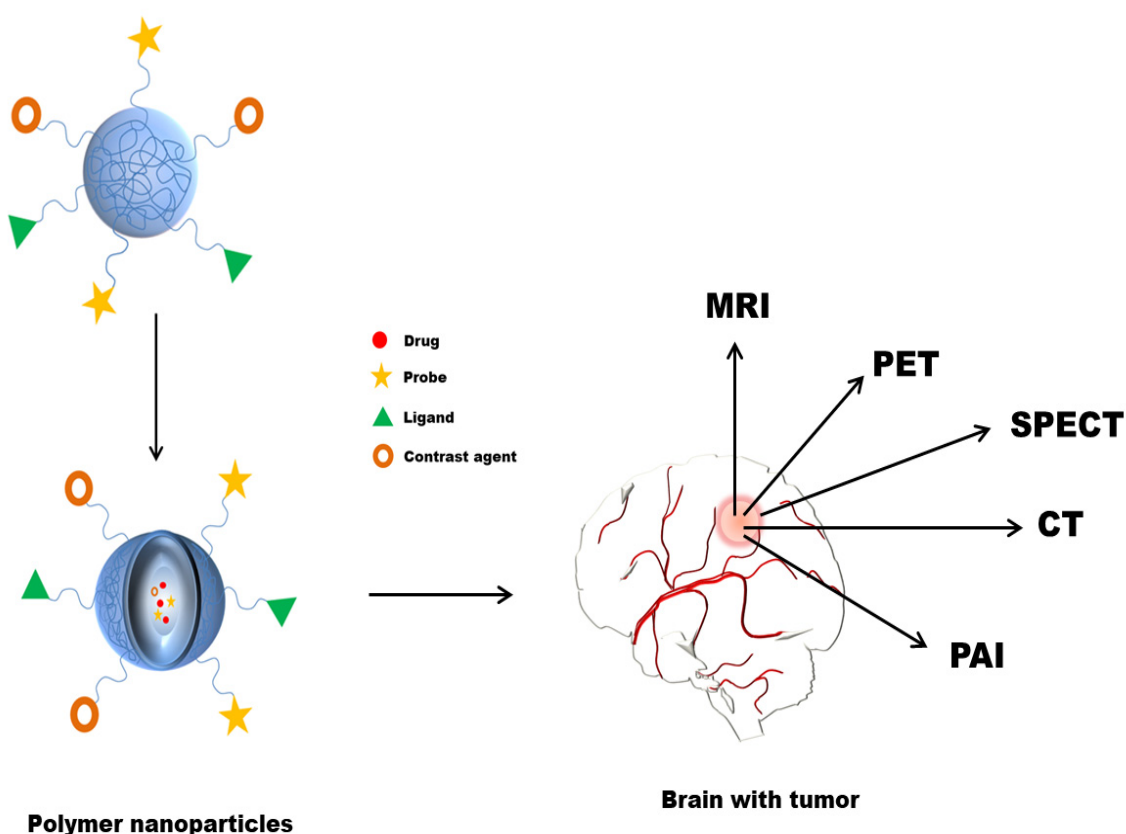 Drug
Probe
Ligand
Contrast agent
MRI
PET
SPECT
CT
PAI
Polymer nanoparticles
Brain with tumor